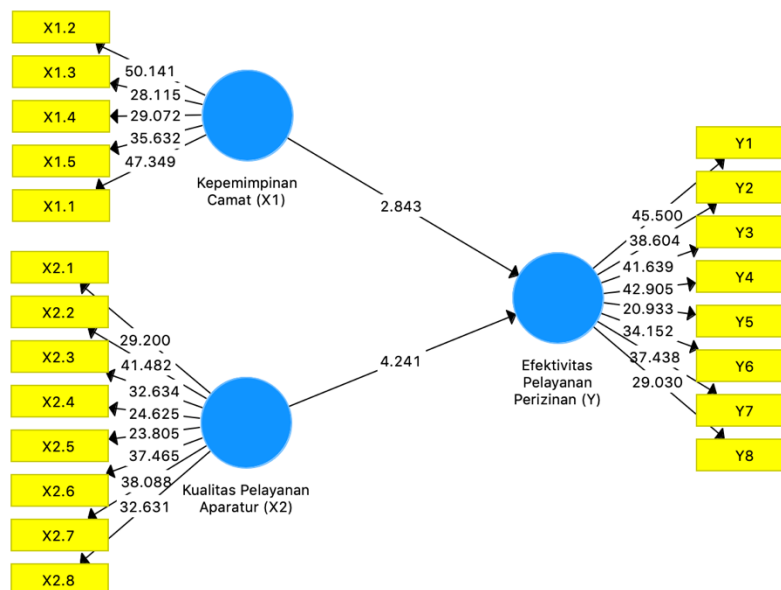 X1.2
X1.3
X1.4
X1.5
X1.1
50.141
28.115
29.072
35.632
47.349
Kepemimpinan
Camat (X1)
2.843
X2.1
X2.2
X2.3
X2.4
X2.5
X2.6
X2.7
X2.8
29.200
41.482
32.634
24.625
23.805
37.465
38.088
32.631
Kualitas Pelayanan
Aparatur (X2)
4.241
Efektivitas
Pelayanan
Perizinan (Y)
45.500
38.604
41.639
42.905
20.933
34.152
37.438
29.030
Y1
Y2
Y3
Y4
Y5
Y6
Y7
Y8